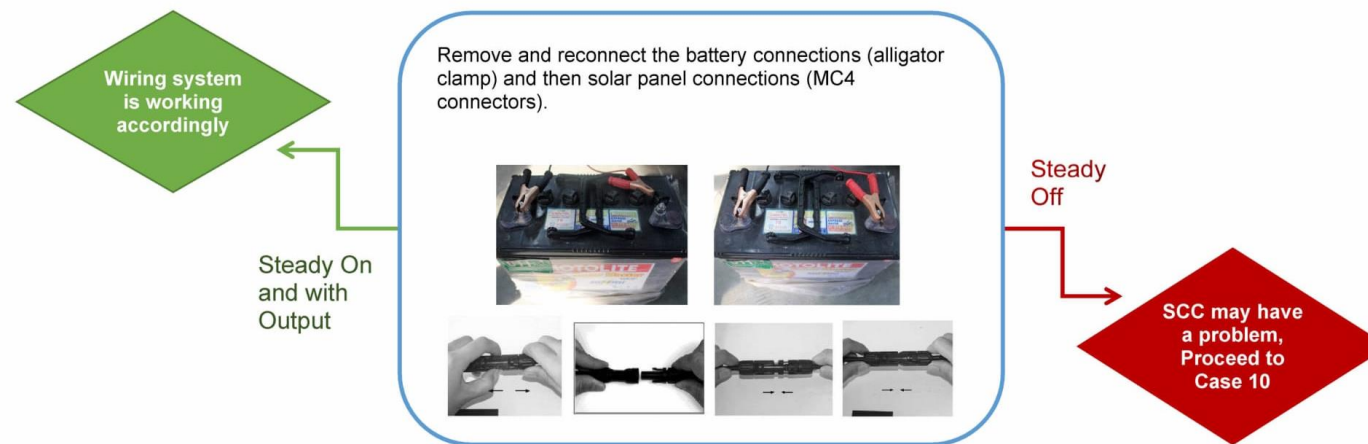 Wiring system
is working
accordingly
Remove and reconnect the battery connections (alligator
clamp) and then solar panel connections (MC4
connectors).
Steady On
and with
Output
Steady
Off
SCC may have
a problem,
Proceed to
Case 10